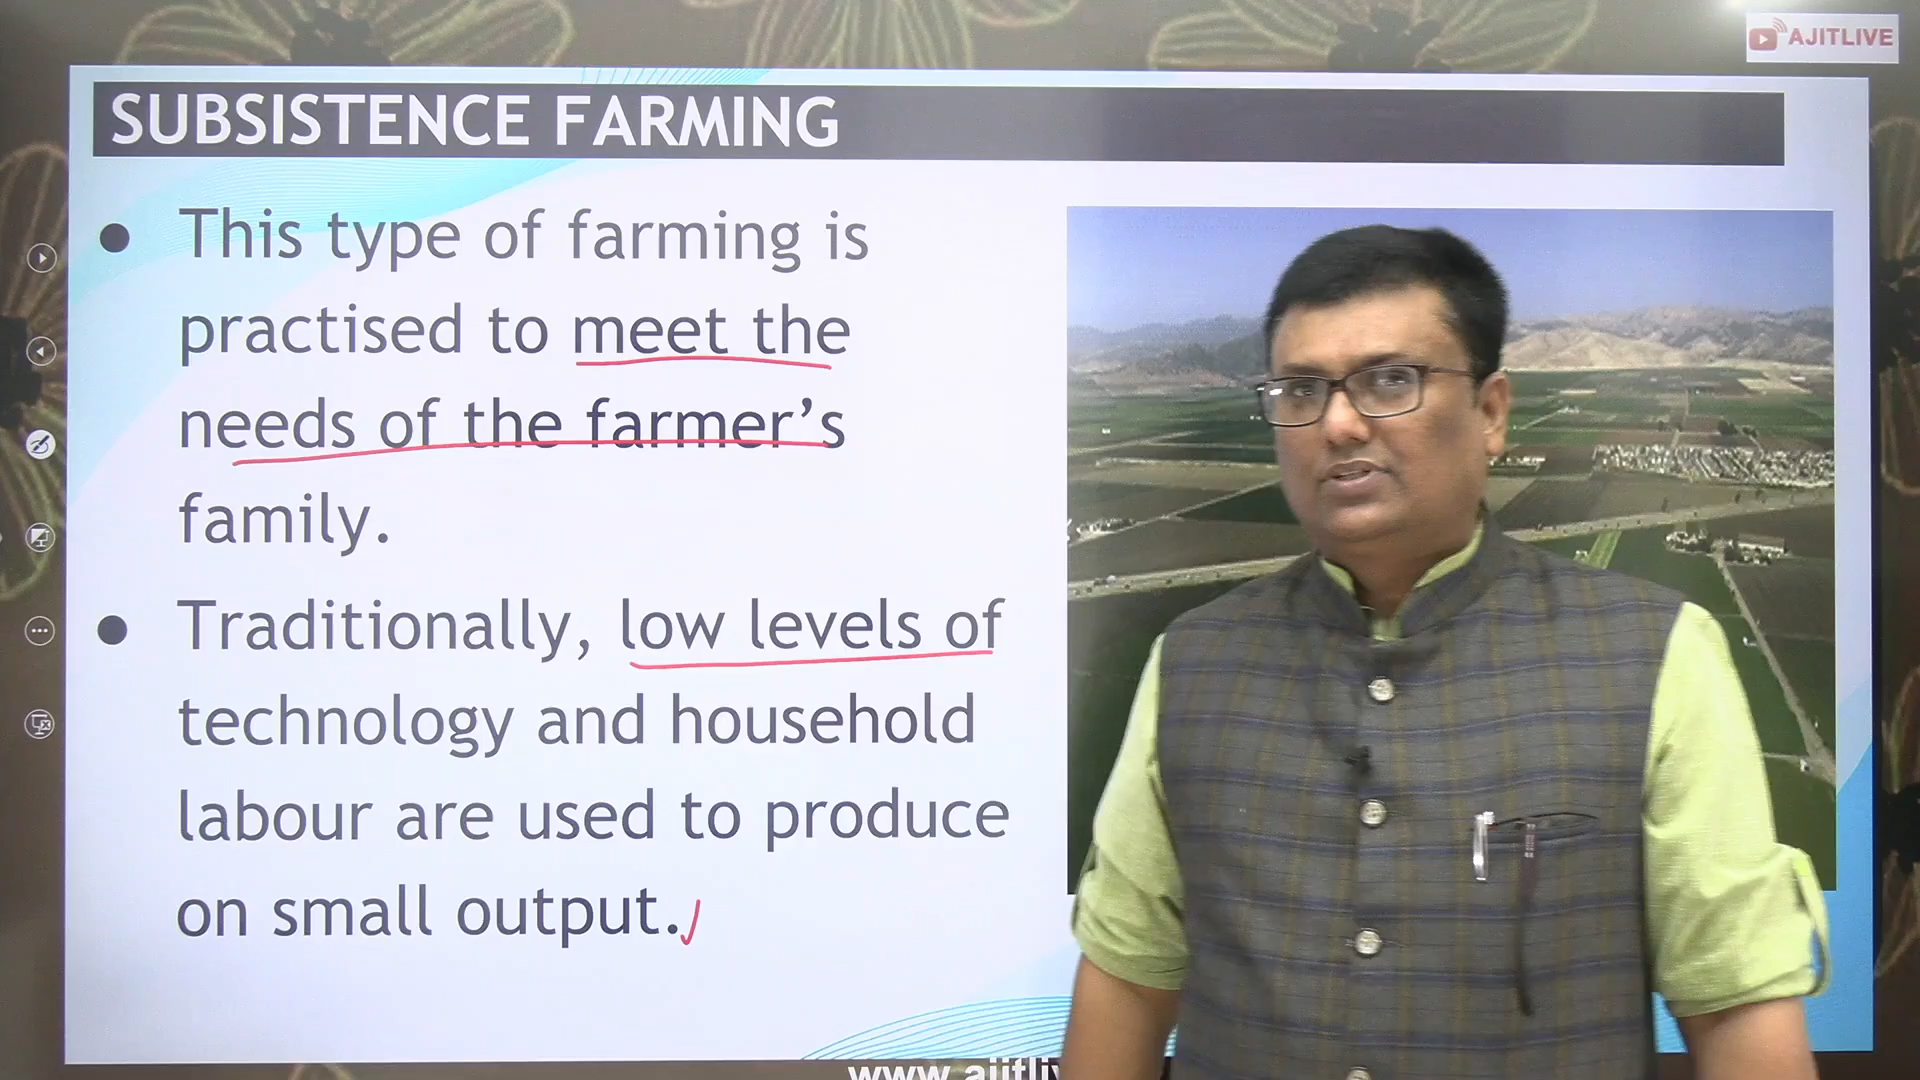 AJITLIVE
SUBSISTENCE FARMING
● This type of farming is
practised to meet the
needs of the farmer’s
family.
● Traditionally, low levels of
technology and household
labour are used to produce
on small output.